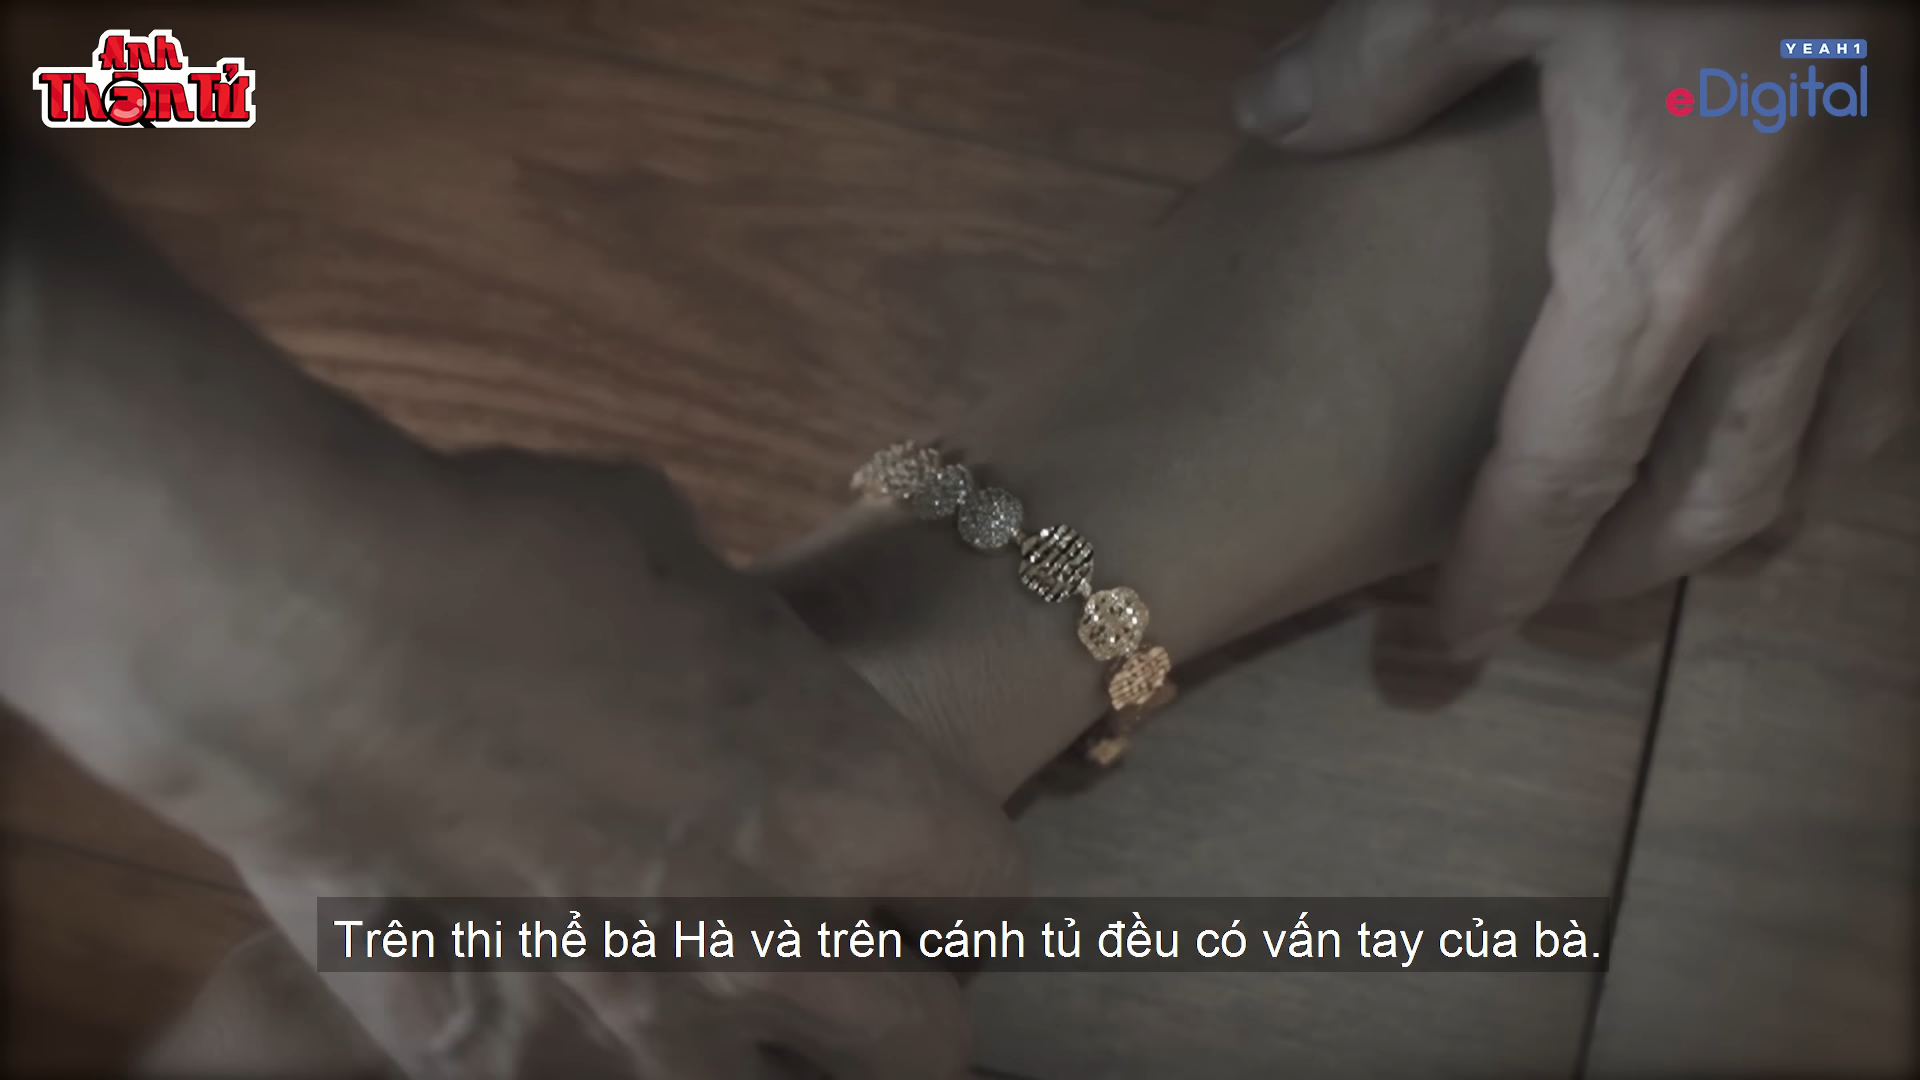 Anh
Thám Tử
YEAH1
eDigital
Trên thi thể bà Hà và trên cánh tủ đều có vấn tay của bà.